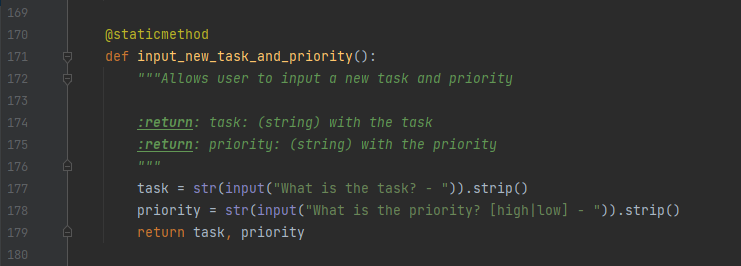 169
170 @staticmethod
171 def input_new_task_and_priority():
172 """Allows user to input a new task and priority
173
174 :return: task: (string) with the task
175 :return: priority: (string) with the priority
176 """
177 task = str(input("What is the task? - ")).strip()
178 priority = str(input("What is the priority? [high|low] - ")).strip()
179 return task, priority
180